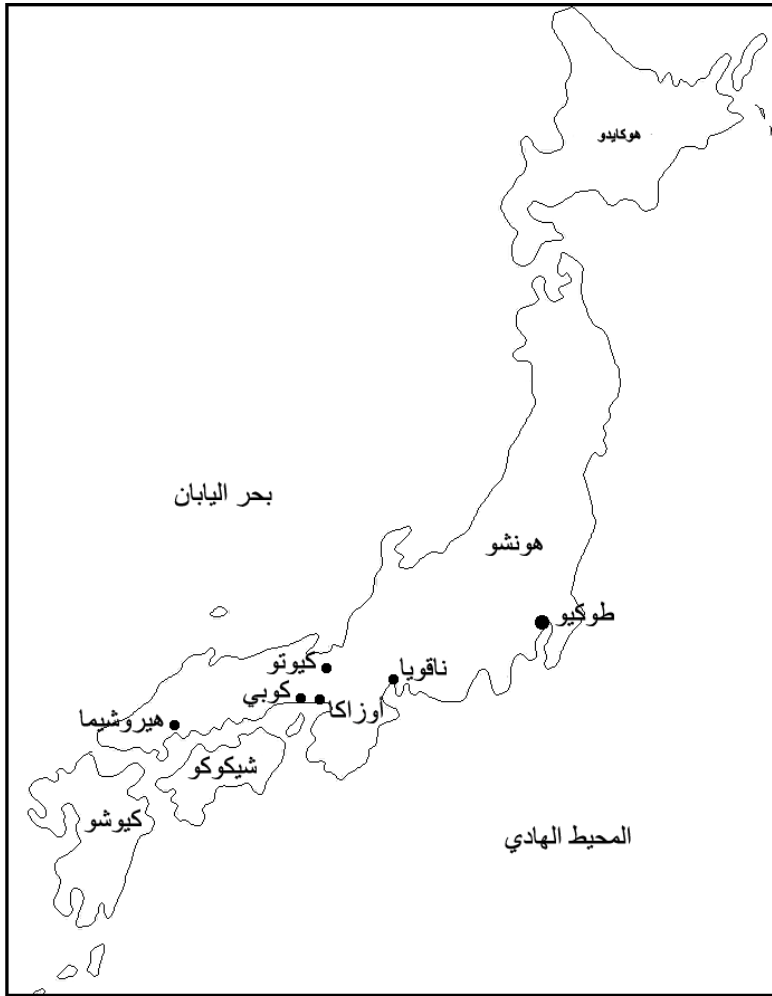 هوكايدو
بحر اليابان
هونشو
طوكيو
كيوتو
ناقويا
كوبي
أوزاكا
هيروشيما
شيكوكو
كيوشو
المحيط الهادي